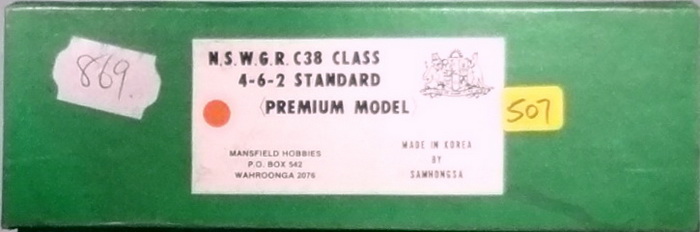 869.
N.S.W.G.R. C38 CLASS
4-6-2 STANDARD
(PREMIUM MODEL)
507
MANSFIELD HOBBIES
P.O. BOX 542
WAHROONGA 2076
MADE IN KOREA
BY
SAMHONGSA